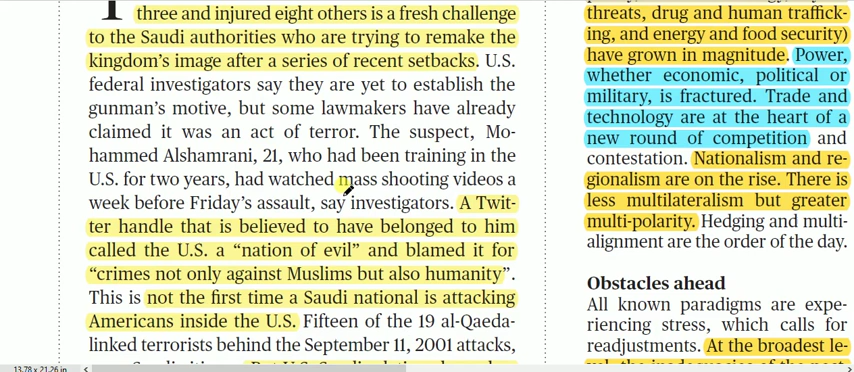 three and injured eight others is a fresh challenge
to the Saudi authorities who are trying to remake the
kingdom's image after a series of recent setbacks. U.S.
federal investigators say they are yet to establish the
gunman's motive, but some lawmakers have already
claimed it was an act of terror. The suspect, Mo-
hammed Alshamrani, 21, who had been training in the
U.S. for two years, had watched mass shooting videos a
week before Friday's assault, say investigators. A Twit-
ter handle that is believed to have belonged to him
called the U.S. a “nation of evil” and blamed it for
“crimes not only against Muslims but also humanity”.
This is not the first time a Saudi national is attacking
Americans inside the U.S. Fifteen of the 19 al-Qaeda-
linked terrorists behind the September 11, 2001 attacks,
threats, drug and human traffick-
ing, and energy and food security)
have grown in magnitude. Power,
whether economic, political or
military, is fractured. Trade and
technology are at the heart of a
new round of competition and
contestation. Nationalism and re-
gionalism are on the rise. There is
less multilateralism but greater
multi-polarity. Hedging and multi-
alignment are the order of the day.
Obstacles ahead
All known paradigms are expe-
riencing stress, which calls for
readjustments. At the broadest le-
13.78 x 21.26 in